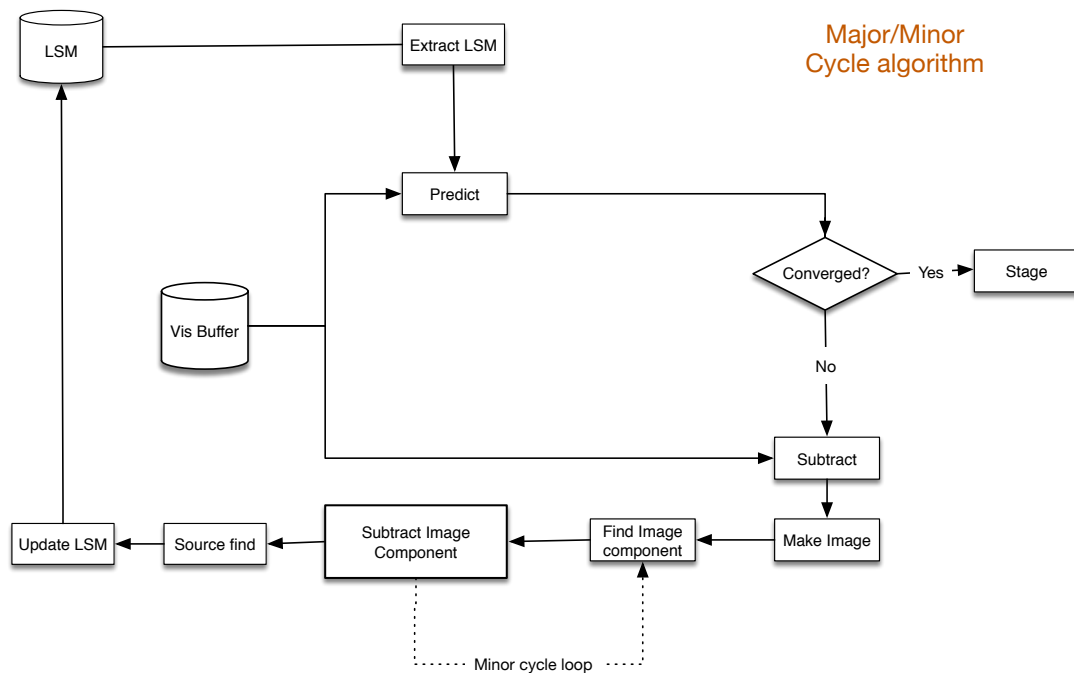 Major/Minor
Cycle algorithm
LSM
Extract LSM
Predict
Converged?
Yes
Stage
Vis Buffer
No
Subtract
Update LSM
Source find
Subtract Image
Component
Find Image
component
Make Image
Minor cycle loop